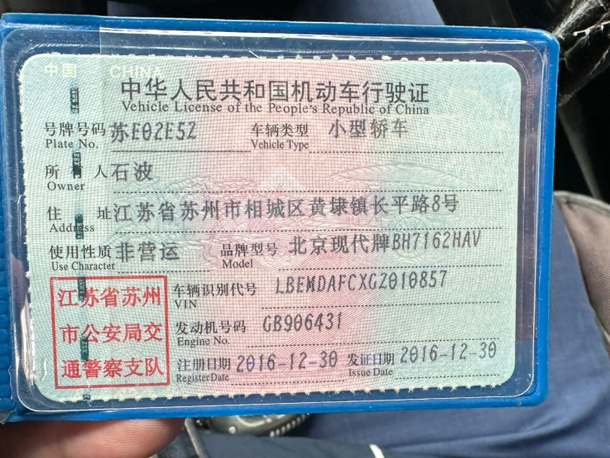 中国 CHINA
中华人民共和国机动车行驶证
Vehicle License of the People's Republic of China
号牌号码 苏E02E5Z 车辆类型 小型轿车
Plate No. Vehicle Type
所有人 石波
Owner
住址 江苏省苏州市相城区黄埭镇长平路8号
Address
使用性质 非营运 品牌型号 北京现代牌BH7162HAV
Use Character Model
江苏省苏州
市公安局交
通警察支队
车辆识别代号 LBEMDAFCXGZ010857
VIN
发动机号码 GB906431
Engine No.
注册日期 2016-12-30 发证日期 2016-12-30
Register Date Issue Date